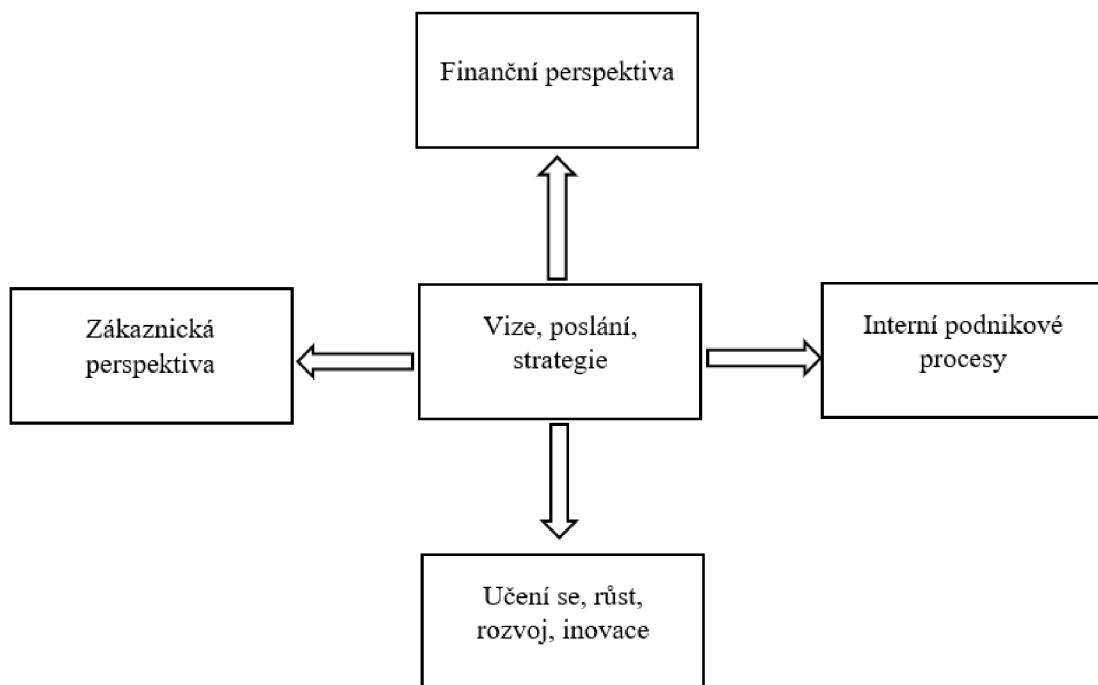 Finanční perspektiva
Zákaznická
perspektiva
Vize, poslání,
strategie
Interní podnikové
procesy
Učení se, růst,
rozvoj, inovace